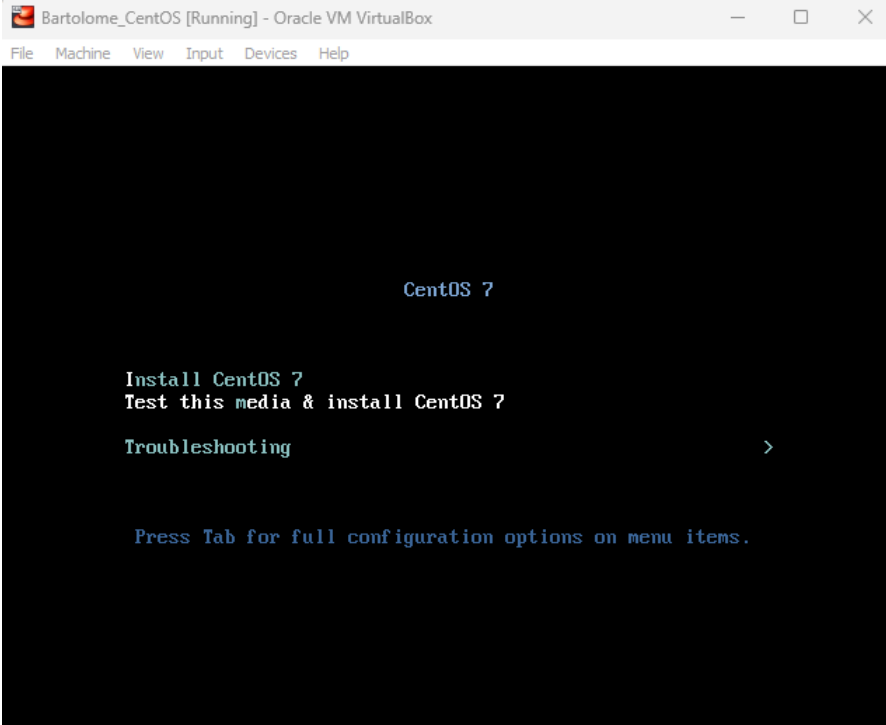 Bartolome_CentOS [Running] - Oracle VM VirtualBox
File Machine View Input Devices Help
CentOS 7
Install CentOS 7
Test this media & install CentOS 7
Troubleshooting >
Press Tab for full configuration options on menu items.